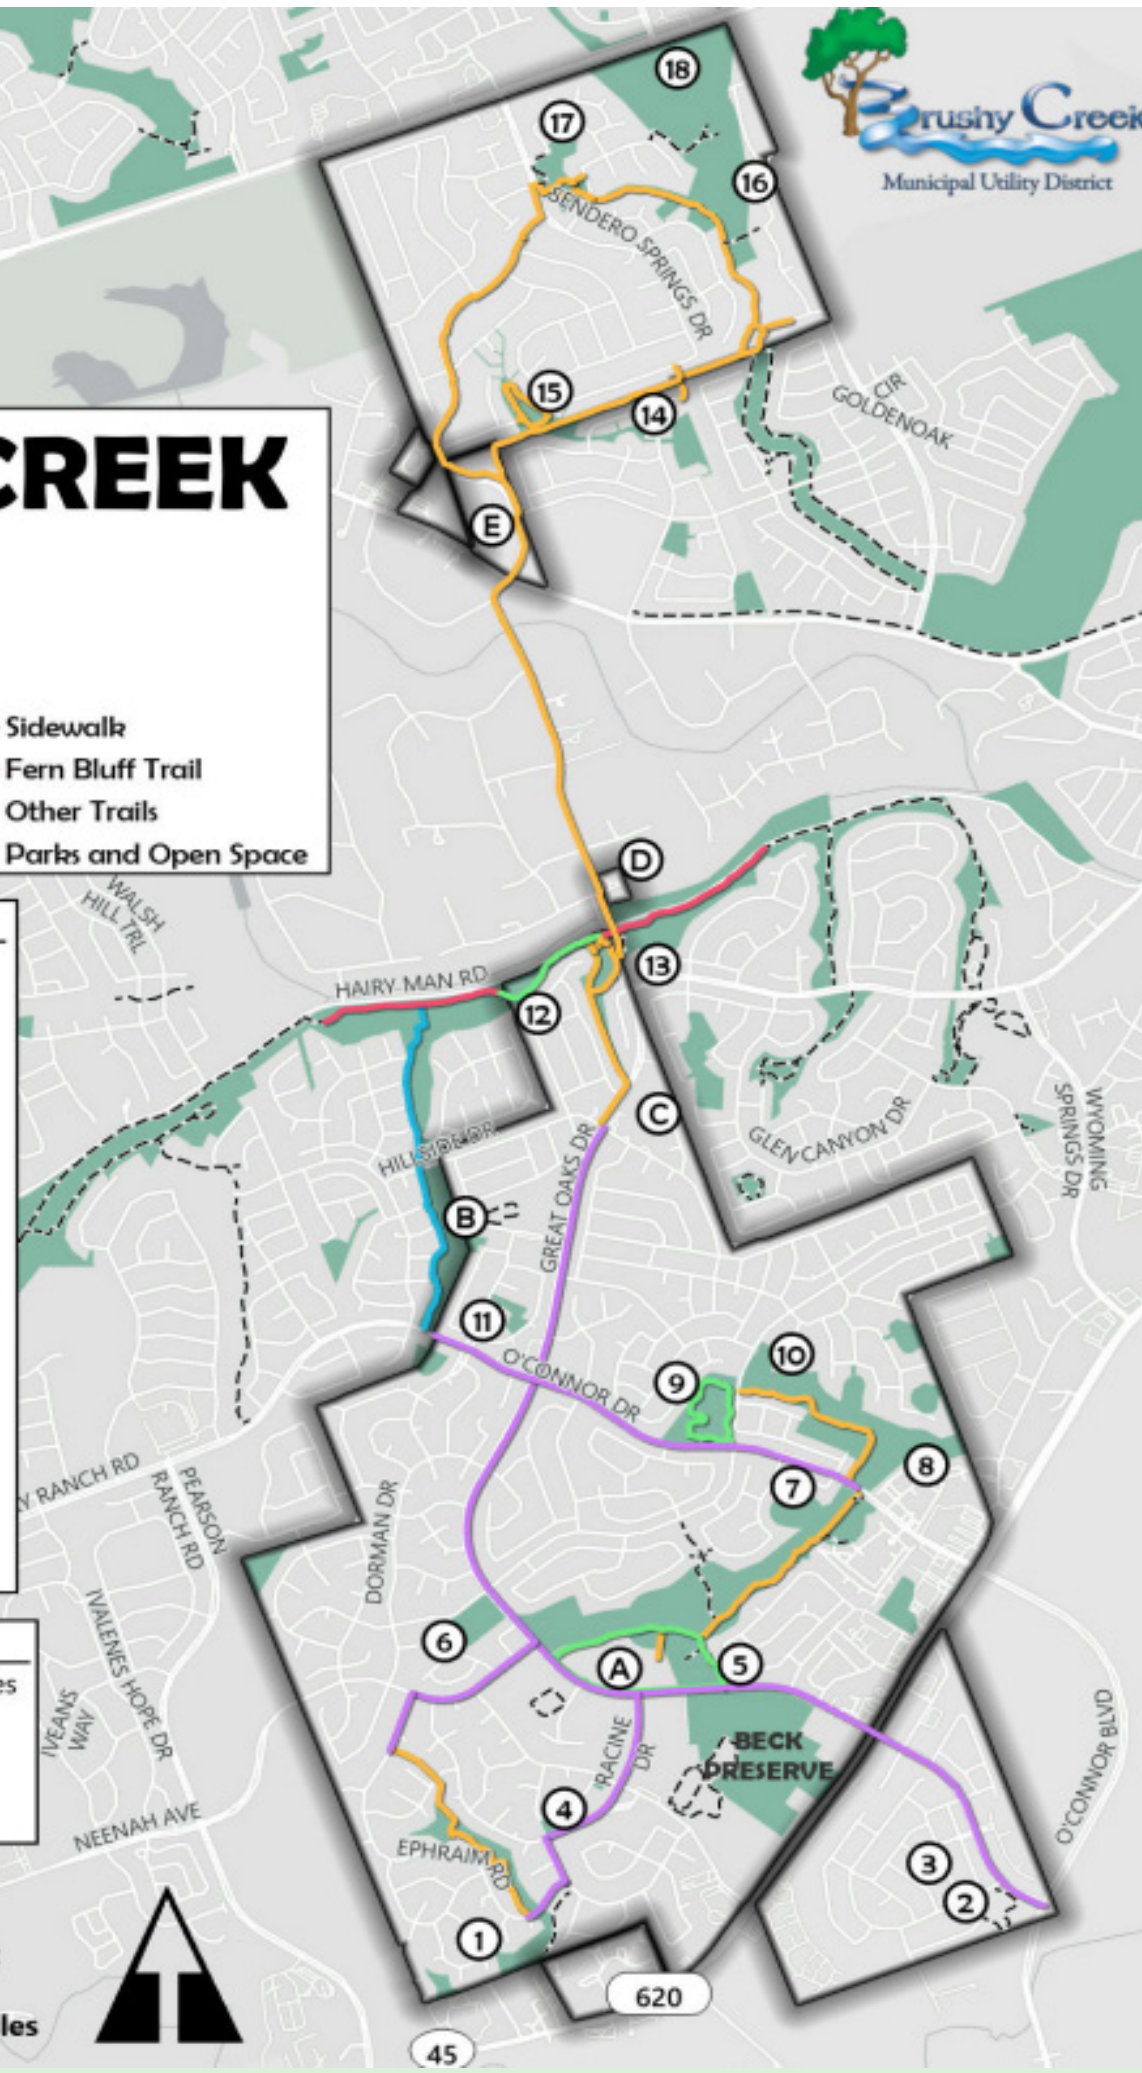 18
Brushy Creek
Municipal Utility District
17
16
SENDERO SPRINGS DR
15
14
CIR
GOLDENOAK
CREEK
E
Sidewalk
Fern Bluff Trail
Other Trails
Parks and Open Space
D
WALSH
HILL TRL
13
HAIRY MAN RD
12
C
WYOMING
SPRINGS DR
GLEN CANYON DR
HILLSIDE DR
GREAT OAKS DR
B
11
O'CONNOR DR
10
9
8
7
Y RANCH RD
PEARSON
RANCH RD
DORMAN DR
6
A
5
es
IVALENES HOPE DR
IVEANS
WAY
RACINE
DR
BECK
PRESERVE
O'CONNOR BLVD
4
NEENAH AVE
EPHRAIM RD
3
2
1
620
les
45